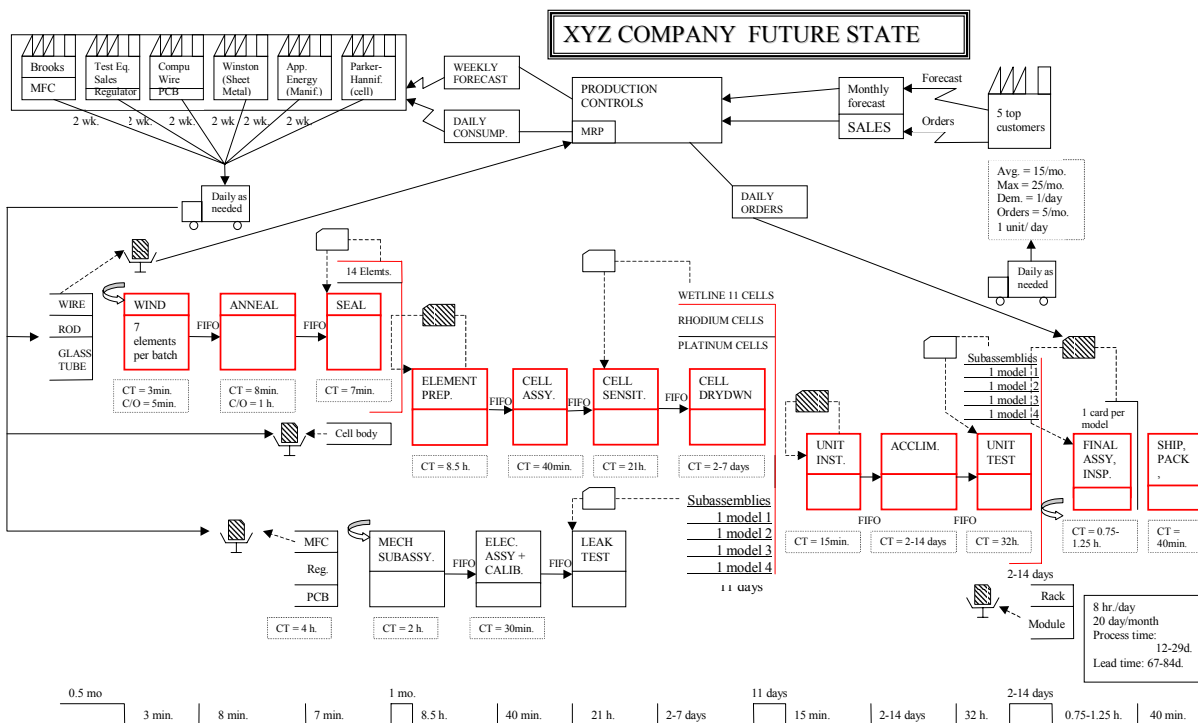 XYZ COMPANY FUTURE STATE
Brooks
MFC
Test Eq.
Sales
Regulator
Compu
Wire
PCB
Winston
(Sheet
Metal)
App.
Energy
(Manif.)
Parker-
Hannif.
(cell)
2 wk.
2 wk.
2 wk.
2 wk.
2 wk.
2 wk.
WEEKLY
FORECAST
DAILY
CONSUMP.
PRODUCTION
CONTROLS
MRP
Monthly
forecast
SALES
Forecast
Orders
5 top
customers
Avg. = 15/mo.
Max = 25/mo.
Dem. = 1/day
Orders = 5/mo.
1 unit/ day
Daily as
needed
DAILY
ORDERS
Daily as
needed
14 Elemts.
WIRE
ROD
GLASS
TUBE
WIND
7
elements
per batch
FIFO
ANNEAL
FIFO
SEAL
CT = 3min.
C/O = 5min.
CT = 8min.
C/O = 1 h.
CT = 7min.
WETLINE 11 CELLS
RHODIUM CELLS
PLATINUM CELLS
ELEMENT
PREP.
FIFO
CELL
ASSY.
FIFO
CELL
SENSIT.
FIFO
CELL
DRYDWN
CT = 8.5 h.
CT = 40min.
CT = 21h.
CT = 2-7 days
Cell body
Subassemblies
1 model 1
1 model 2
1 model 3
1 model 4
1 card per
model
UNIT
INST.
ACCLIM.
UNIT
TEST
FINAL
ASSY,
INSP.
SHIP,
PACK
,
FIFO
FIFO
CT = 15min.
CT = 2-14 days
CT = 32h.
CT = 0.75-
1.25 h.
CT =
40min.
MFC
Reg.
PCB
MECH
SUBASSY.
FIFO
ELEC.
ASSY +
CALIB.
FIFO
LEAK
TEST
CT = 4 h.
CT = 2 h.
CT = 30min.
Subassemblies
1 model 1
1 model 2
1 model 3
1 model 4
11 days
2-14 days
Rack
Module
8 hr./day
20 day/month
Process time:
12-29d.
Lead time: 67-84d.
0.5 mo
1 mo.
11 days
2-14 days
3 min.
8 min.
7 min.
8.5 h.
40 min.
21 h.
2-7 days
15 min.
2-14 days
32 h.
0.75-1.25 h.
40 min.